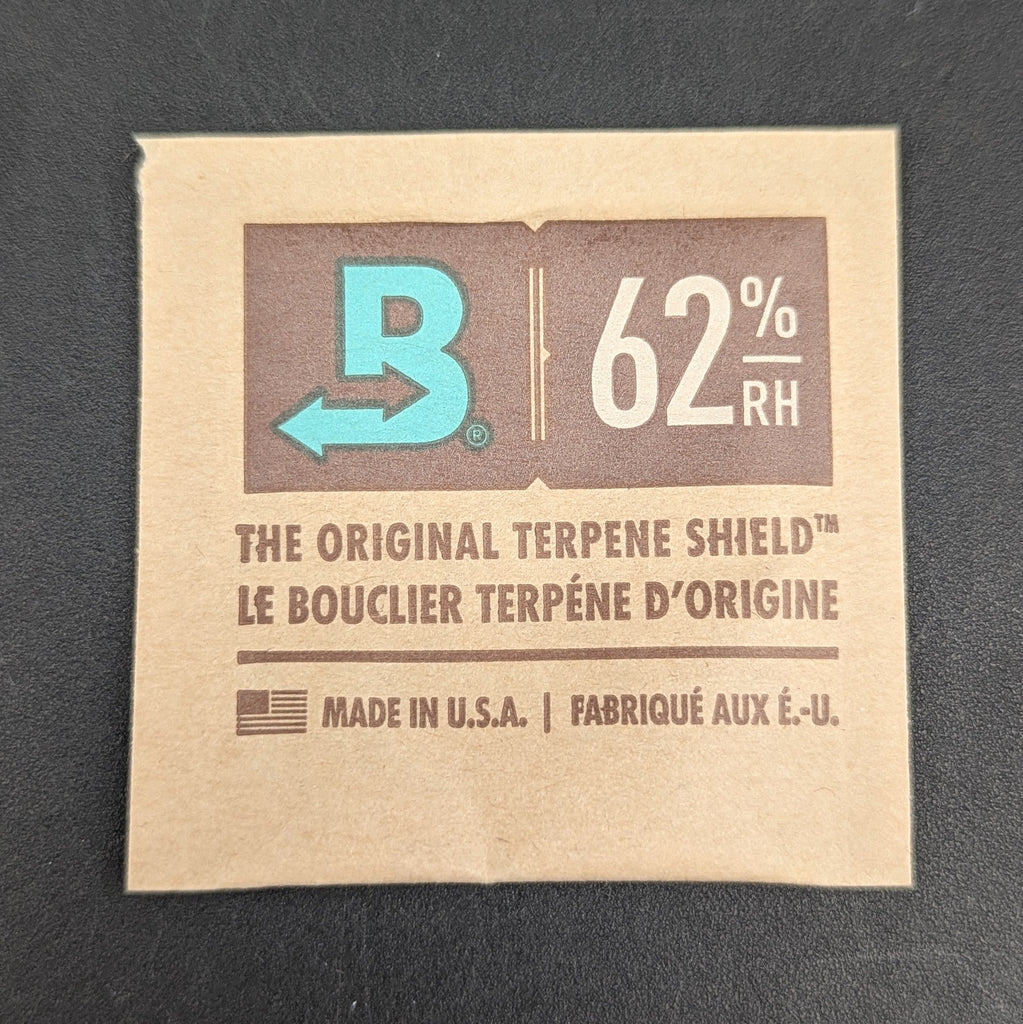 B® 62% RH
THE ORIGINAL TERPENE SHIELD™
LE BOUCLIER TERPÉNE D'ORIGINE
MADE IN U.S.A. | FABRIQUÉ AUX É.-U.